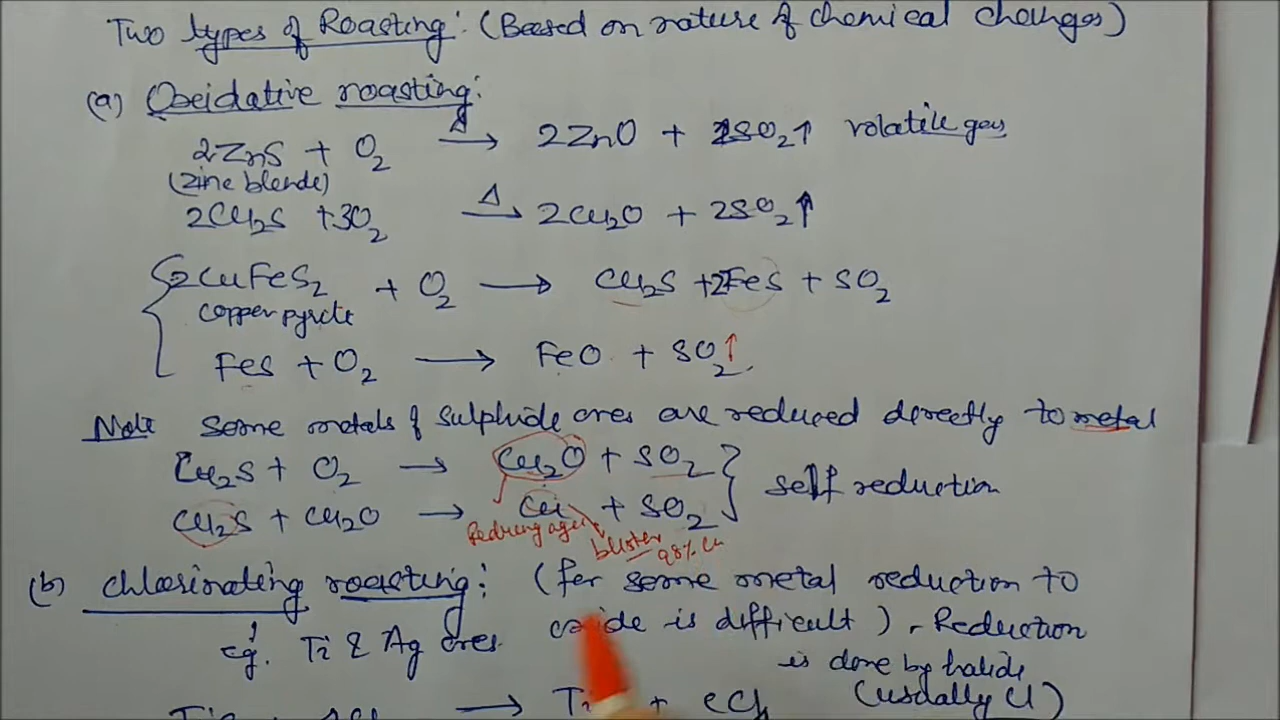 Two types of Roasting: (Based on nature of chemical changes)
(a) Oxidative roasting:
2ZnS + O₂ —Δ→ 2ZnO + 2SO₂↑ volatile gas
(zinc blende)
2Cu₂S + 3O₂ —Δ→ 2Cu₂O + 2SO₂↑
2CuFeS₂ + O₂ → Cu₂S + 2FeS + SO₂
copper pyrite
FeS + O₂ → FeO + SO₂↑
Note Some metals of sulphide ores are reduced directly to metal
Cu₂S + O₂ → Cu₂O + SO₂
self reduction
Cu₂S + Cu₂O → Cu + SO₂
Reducing agent
blister 98% Cu
(b) Chlorinating roasting: (for some metal reduction to
oxide is difficult), Reduction
eg. Ti & Ag ores
is done by halide
(usually Cl)